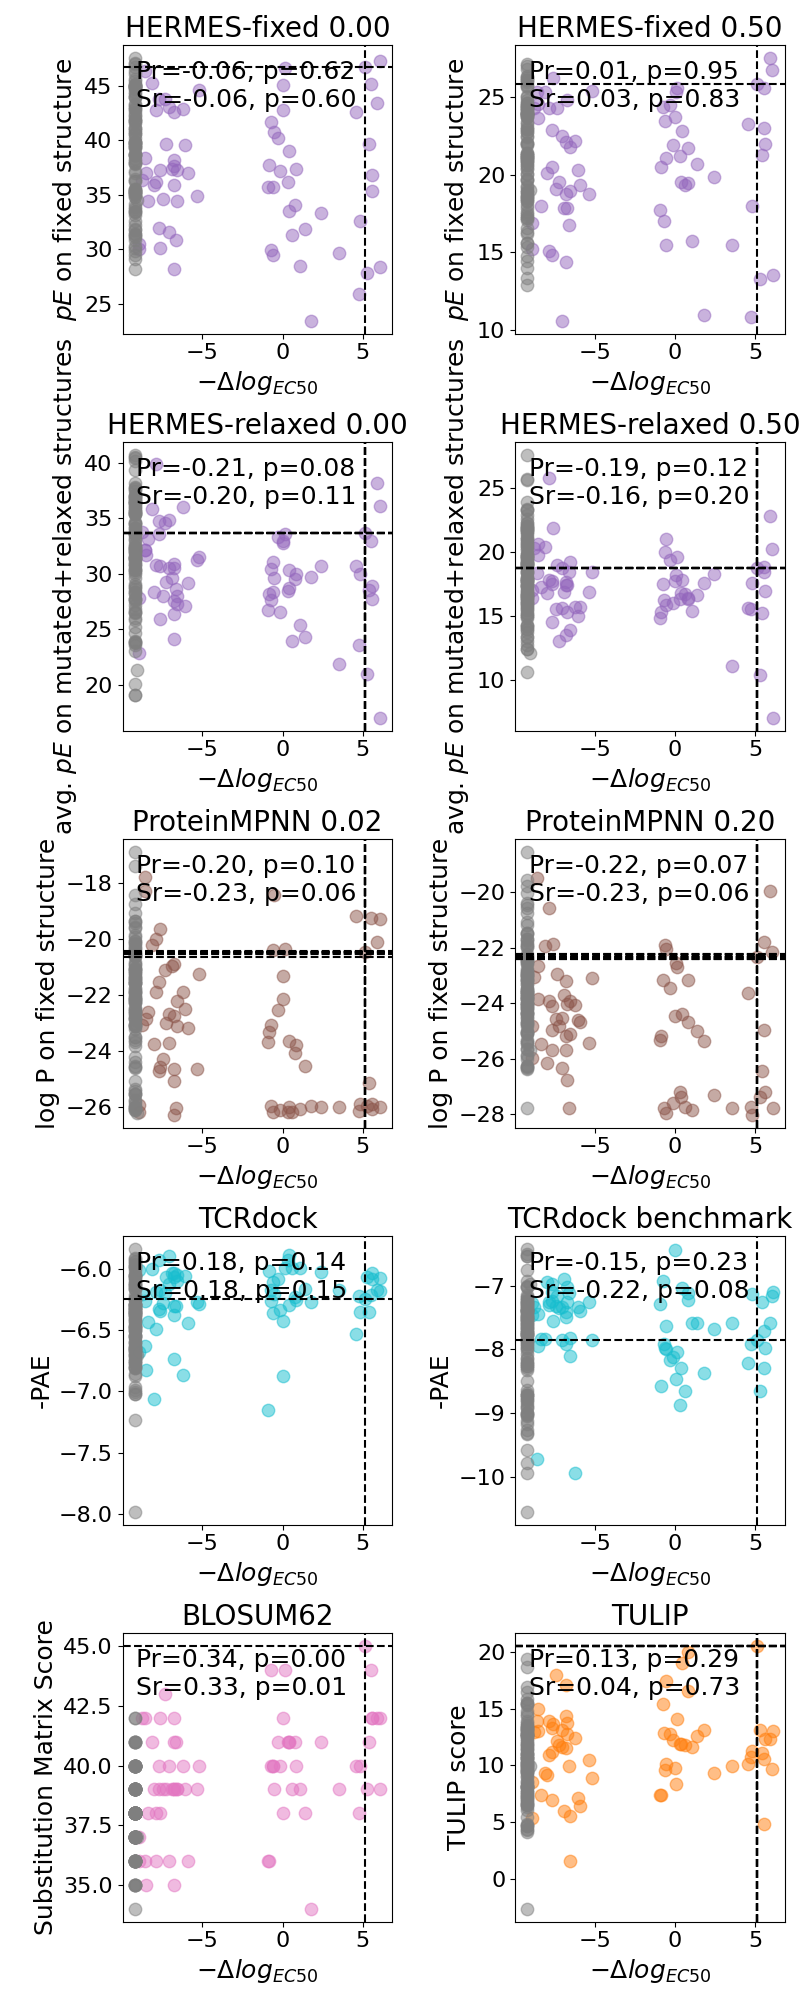 HERMES-fixed 0.00
Pr=-0.06, p=0.62
Sr=-0.06, p=0.60
pE on fixed structure
45
40
35
30
25
−5 0 5
−Δlog_EC50
HERMES-fixed 0.50
Pr=0.01, p=0.95
Sr=0.03, p=0.83
pE on fixed structure
25
20
15
10
−5 0 5
−Δlog_EC50
HERMES-relaxed 0.00
Pr=-0.21, p=0.08
Sr=-0.20, p=0.11
avg. pE on mutated+relaxed structures
40
35
30
25
20
−5 0 5
−Δlog_EC50
HERMES-relaxed 0.50
Pr=-0.19, p=0.12
Sr=-0.16, p=0.20
avg. pE on mutated+relaxed structures
25
20
15
10
−5 0 5
−Δlog_EC50
ProteinMPNN 0.02
Pr=-0.20, p=0.10
Sr=-0.23, p=0.06
log P on fixed structure
−18
−20
−22
−24
−26
−5 0 5
−Δlog_EC50
ProteinMPNN 0.20
Pr=-0.22, p=0.07
Sr=-0.23, p=0.06
log P on fixed structure
−20
−22
−24
−26
−28
−5 0 5
−Δlog_EC50
TCRdock
Pr=0.18, p=0.14
Sr=0.18, p=0.15
-PAE
−6.0
−6.5
−7.0
−7.5
−8.0
−5 0 5
−Δlog_EC50
TCRdock benchmark
Pr=-0.15, p=0.23
Sr=-0.22, p=0.08
-PAE
−7
−8
−9
−10
−5 0 5
−Δlog_EC50
BLOSUM62
Pr=0.34, p=0.00
Sr=0.33, p=0.01
Substitution Matrix Score
45.0
42.5
40.0
37.5
35.0
−5 0 5
−Δlog_EC50
TULIP
Pr=0.13, p=0.29
Sr=0.04, p=0.73
TULIP score
20
15
10
5
0
−5 0 5
−Δlog_EC50